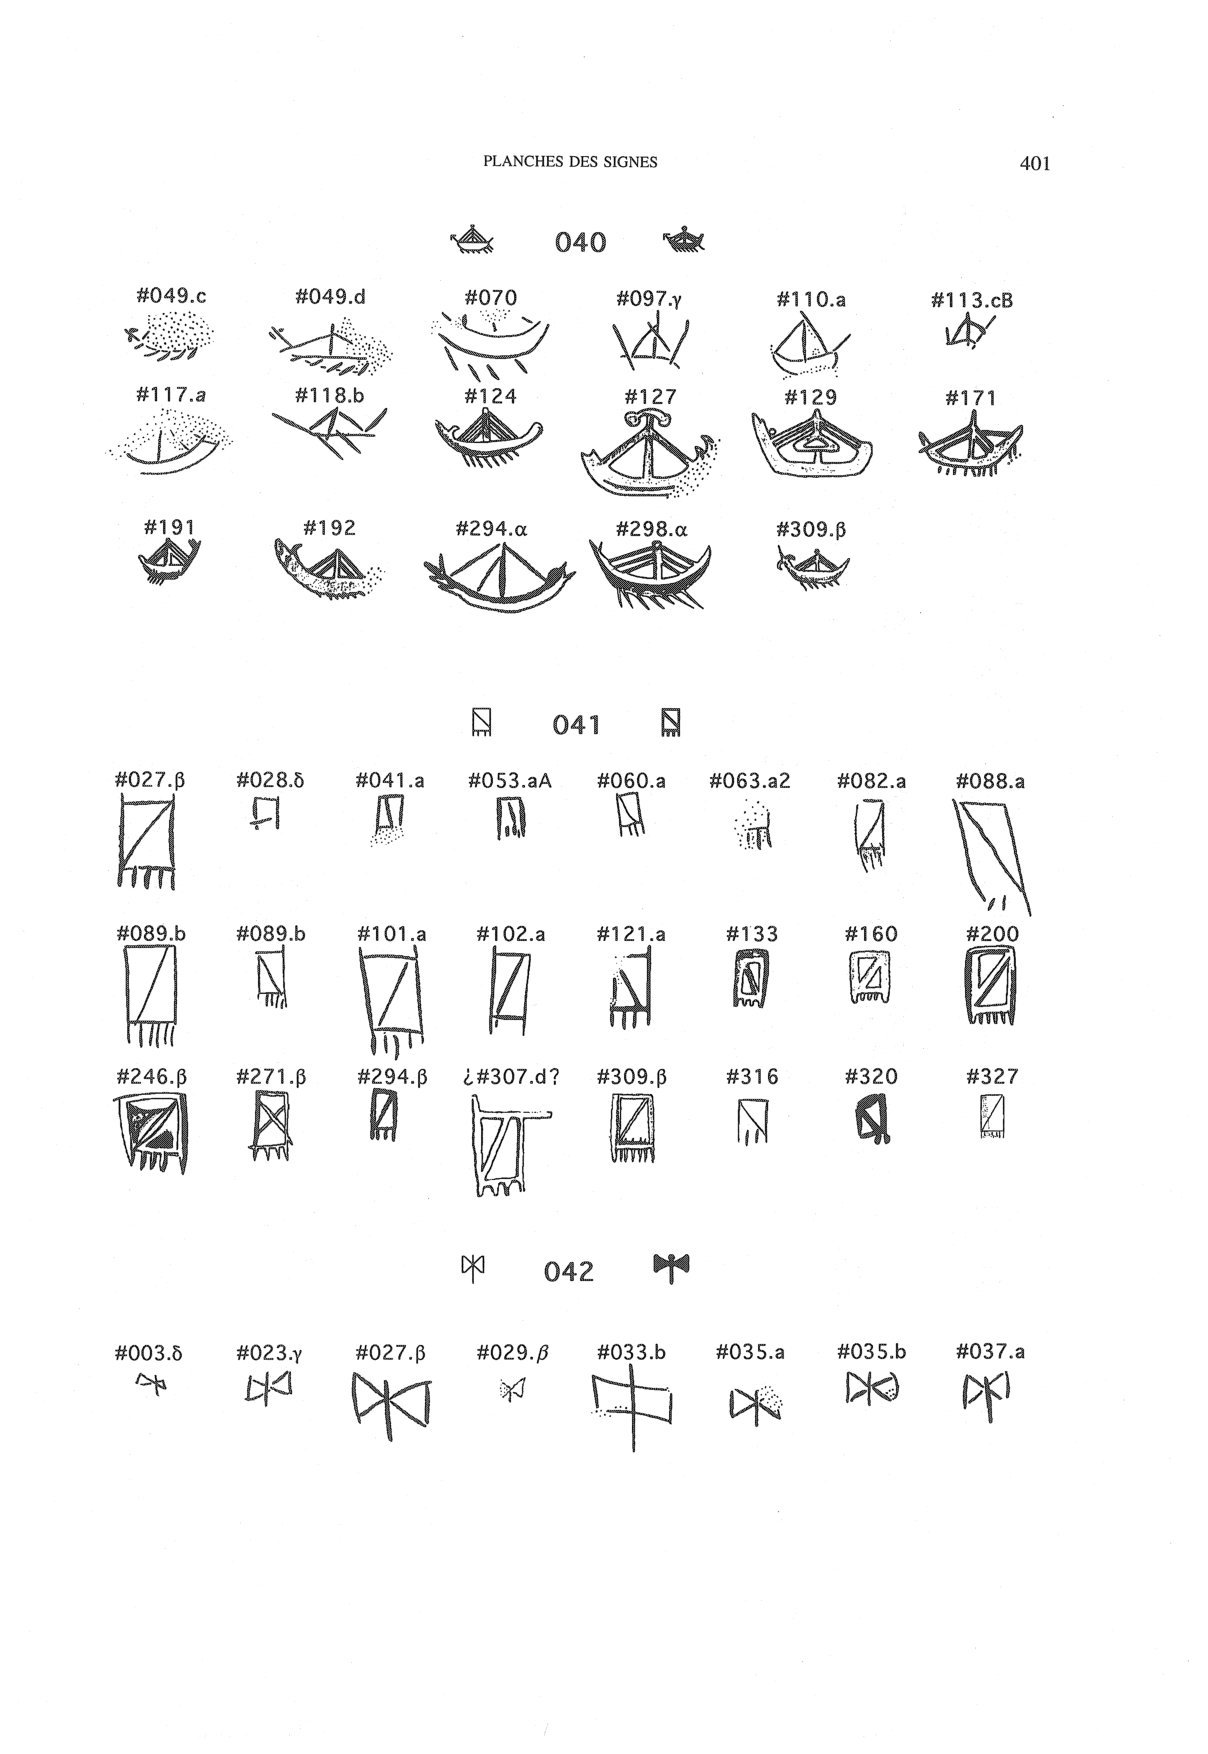 PLANCHES DES SIGNES 401
040
#049.c #049.d #070 #097.γ #110.a #113.cB
#117.a #118.b #124 #127 #129 #171
#191 #192 #294.α #298.α #309.β
041
#027.β #028.δ #041.a #053.aA #060.a #063.a2 #082.a #088.a
#089.b #089.b #101.a #102.a #121.a #133 #160 #200
#246.β #271.β #294.β ¿#307.d? #309.β #316 #320 #327
042
#003.δ #023.γ #027.β #029.β #033.b #035.a #035.b #037.a